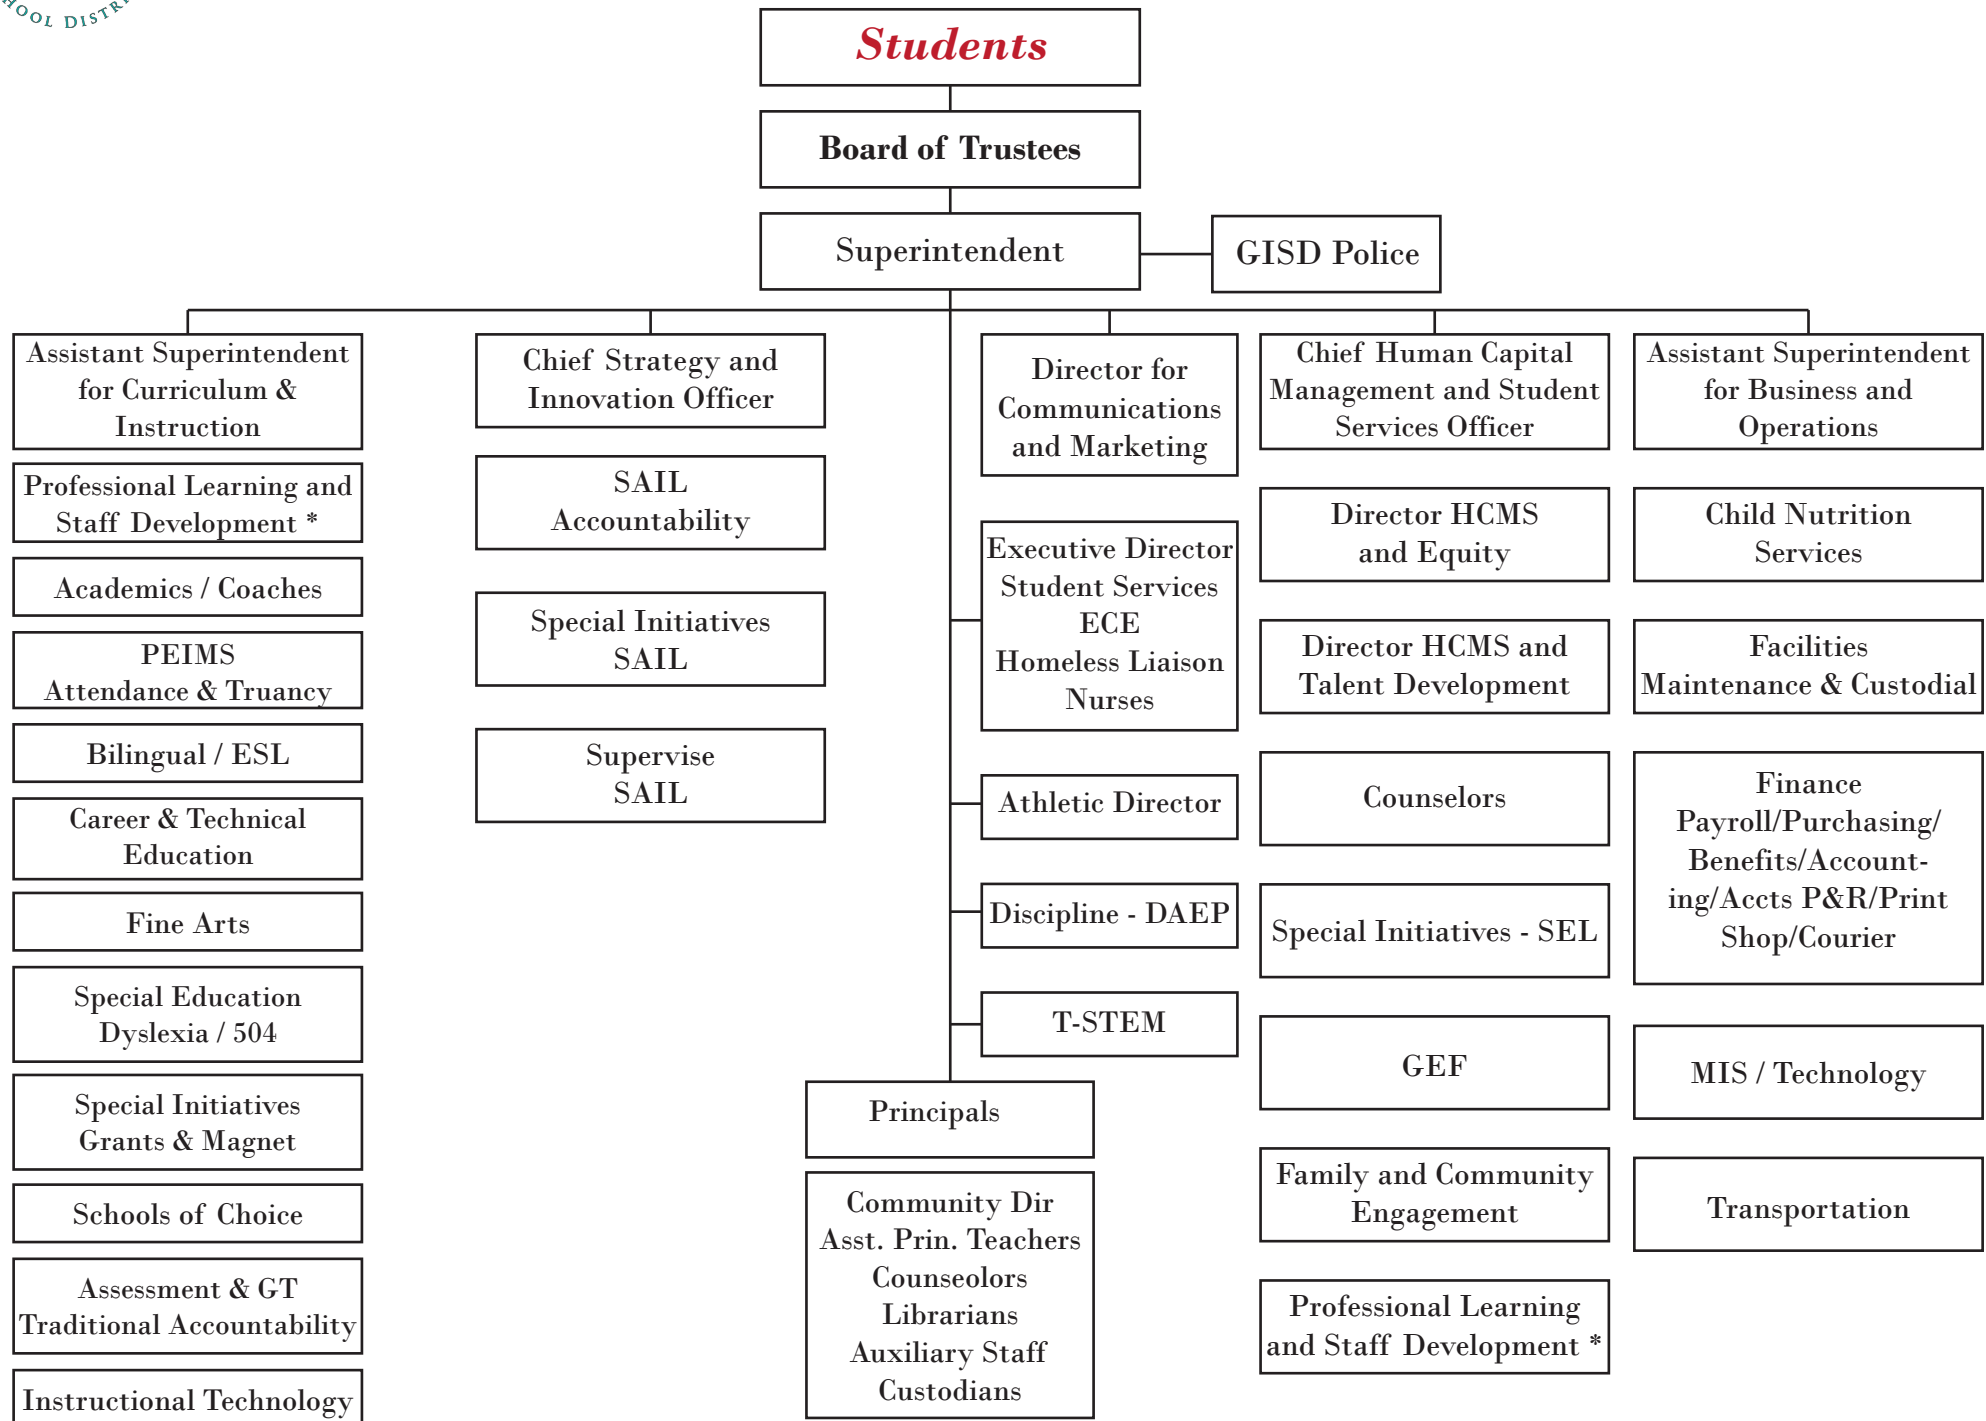 OOL DISTR
Students
Board of Trustees
Superintendent
GISD Police
Assistant Superintendent
for Curriculum &
Instruction
Professional Learning and
Staff Development *
Academics / Coaches
PEIMS
Attendance & Truancy
Bilingual / ESL
Career & Technical
Education
Fine Arts
Special Education
Dyslexia / 504
Special Initiatives
Grants & Magnet
Schools of Choice
Assessment & GT
Traditional Accountability
Instructional Technology
Chief Strategy and
Innovation Officer
SAIL
Accountability
Special Initiatives
SAIL
Supervise
SAIL
Director for
Communications
and Marketing
Executive Director
Student Services
ECE
Homeless Liaison
Nurses
Athletic Director
Discipline - DAEP
T-STEM
Principals
Community Dir
Asst. Prin. Teachers
Counseolors
Librarians
Auxiliary Staff
Custodians
Chief Human Capital
Management and Student
Services Officer
Director HCMS
and Equity
Director HCMS and
Talent Development
Counselors
Special Initiatives - SEL
GEF
Family and Community
Engagement
Professional Learning
and Staff Development *
Assistant Superintendent
for Business and
Operations
Child Nutrition
Services
Facilities
Maintenance & Custodial
Finance
Payroll/Purchasing/
Benefits/Account-
ing/Accts P&R/Print
Shop/Courier
MIS / Technology
Transportation